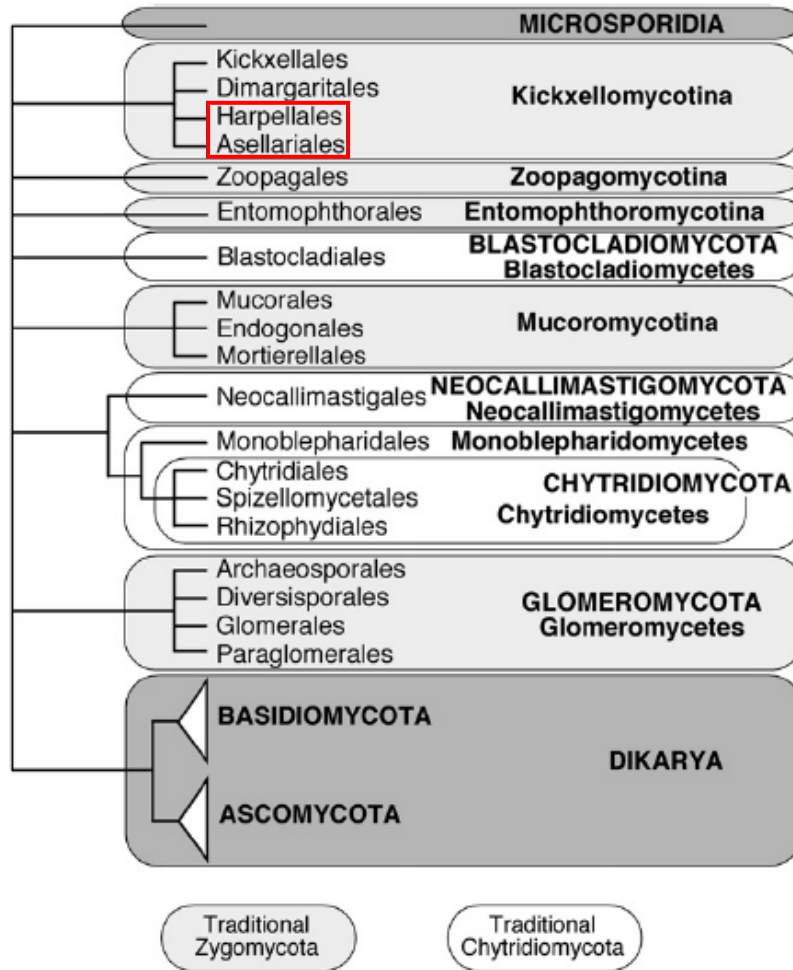 MICROSPORIDIA
Kickxellales
Dimargaritales
Harpellales
Asellariales
Kickxellomycotina
Zoopagales Zoopagomycotina
Entomophthorales Entomophthoromycotina
Blastocladiales
BLASTOCLADIOMYCOTA
Blastocladiomycetes
Mucorales
Endogonales
Mortierellales
Mucoromycotina
Neocallimastigales
NEOCALLIMASTIGOMYCOTA
Neocallimastigomycetes
Monoblepharidales Monoblepharidomycetes
Chytridiales
Spizellomycetales
Rhizophydiales
CHYTRIDIOMYCOTA
Chytridiomycetes
Archaeosporales
Diversisporales
Glomerales
Paraglomerales
GLOMEROMYCOTA
Glomeromycetes
BASIDIOMYCOTA
DIKARYA
ASCOMYCOTA
Traditional
Zygomycota
Traditional
Chytridiomycota